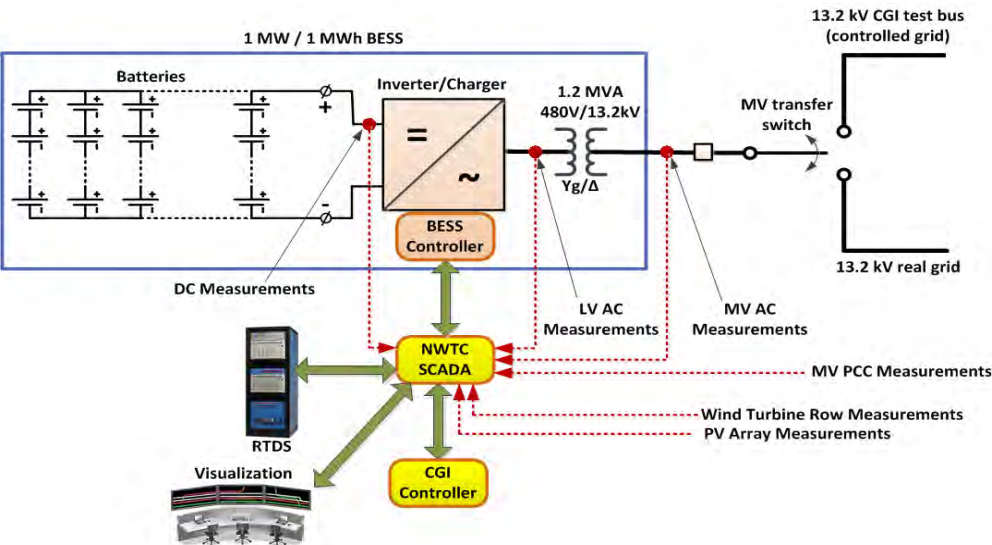 13.2 kV CGI test bus
(controlled grid)
1 MW / 1 MWh BESS
Batteries
Inverter/Charger
1.2 MVA
480V/13.2kV
MV transfer
switch
+
=
~
Yg/Δ
-
BESS
Controller
13.2 kV real grid
DC Measurements
LV AC
Measurements
MV AC
Measurements
NWTC
SCADA
MV PCC Measurements
Wind Turbine Row Measurements
PV Array Measurements
RTDS
Visualization
CGI
Controller